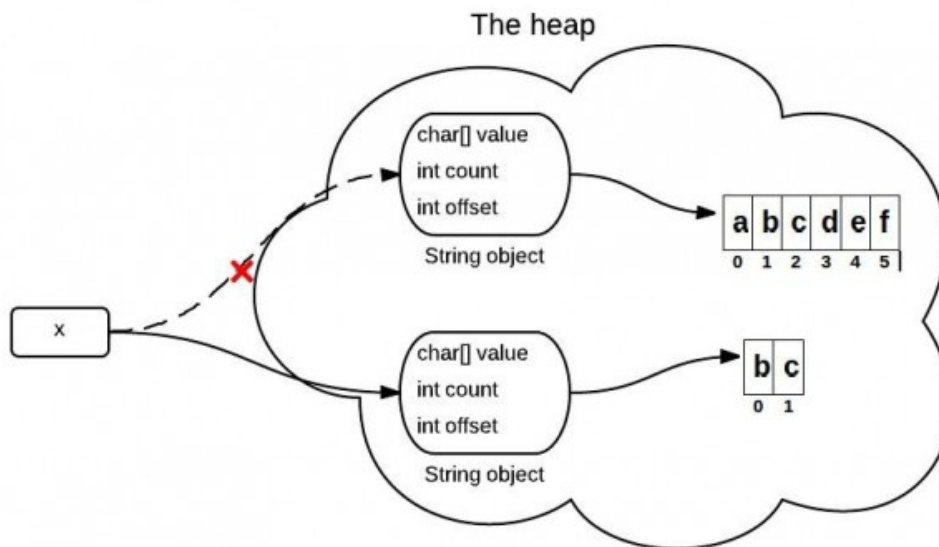 The heap
char[] value
int count
int offset
String object
a b c d e f
0 1 2 3 4 5
x
char[] value
int count
int offset
String object
b c
0 1